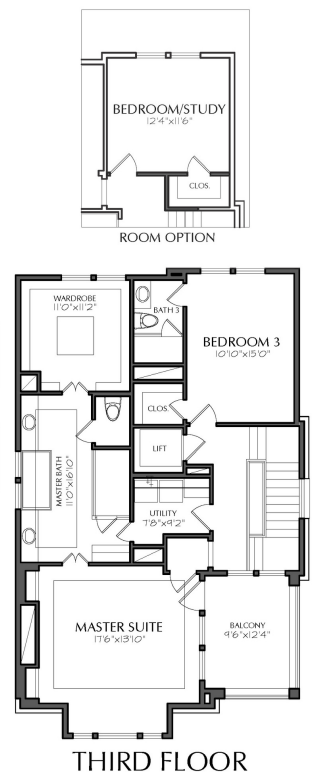 BEDROOM/STUDY
12'4"x11'6"
CLOS.
ROOM OPTION
WARDROBE
11'0"x11'2"
BATH 3
BEDROOM 3
10'10"x15'0"
CLOS.
LIFT
MASTER BATH
11'0"x16'10"
UTILITY
7'8"x9'2"
MASTER SUITE
17'6"x13'10"
BALCONY
9'6"x12'4"
THIRD FLOOR